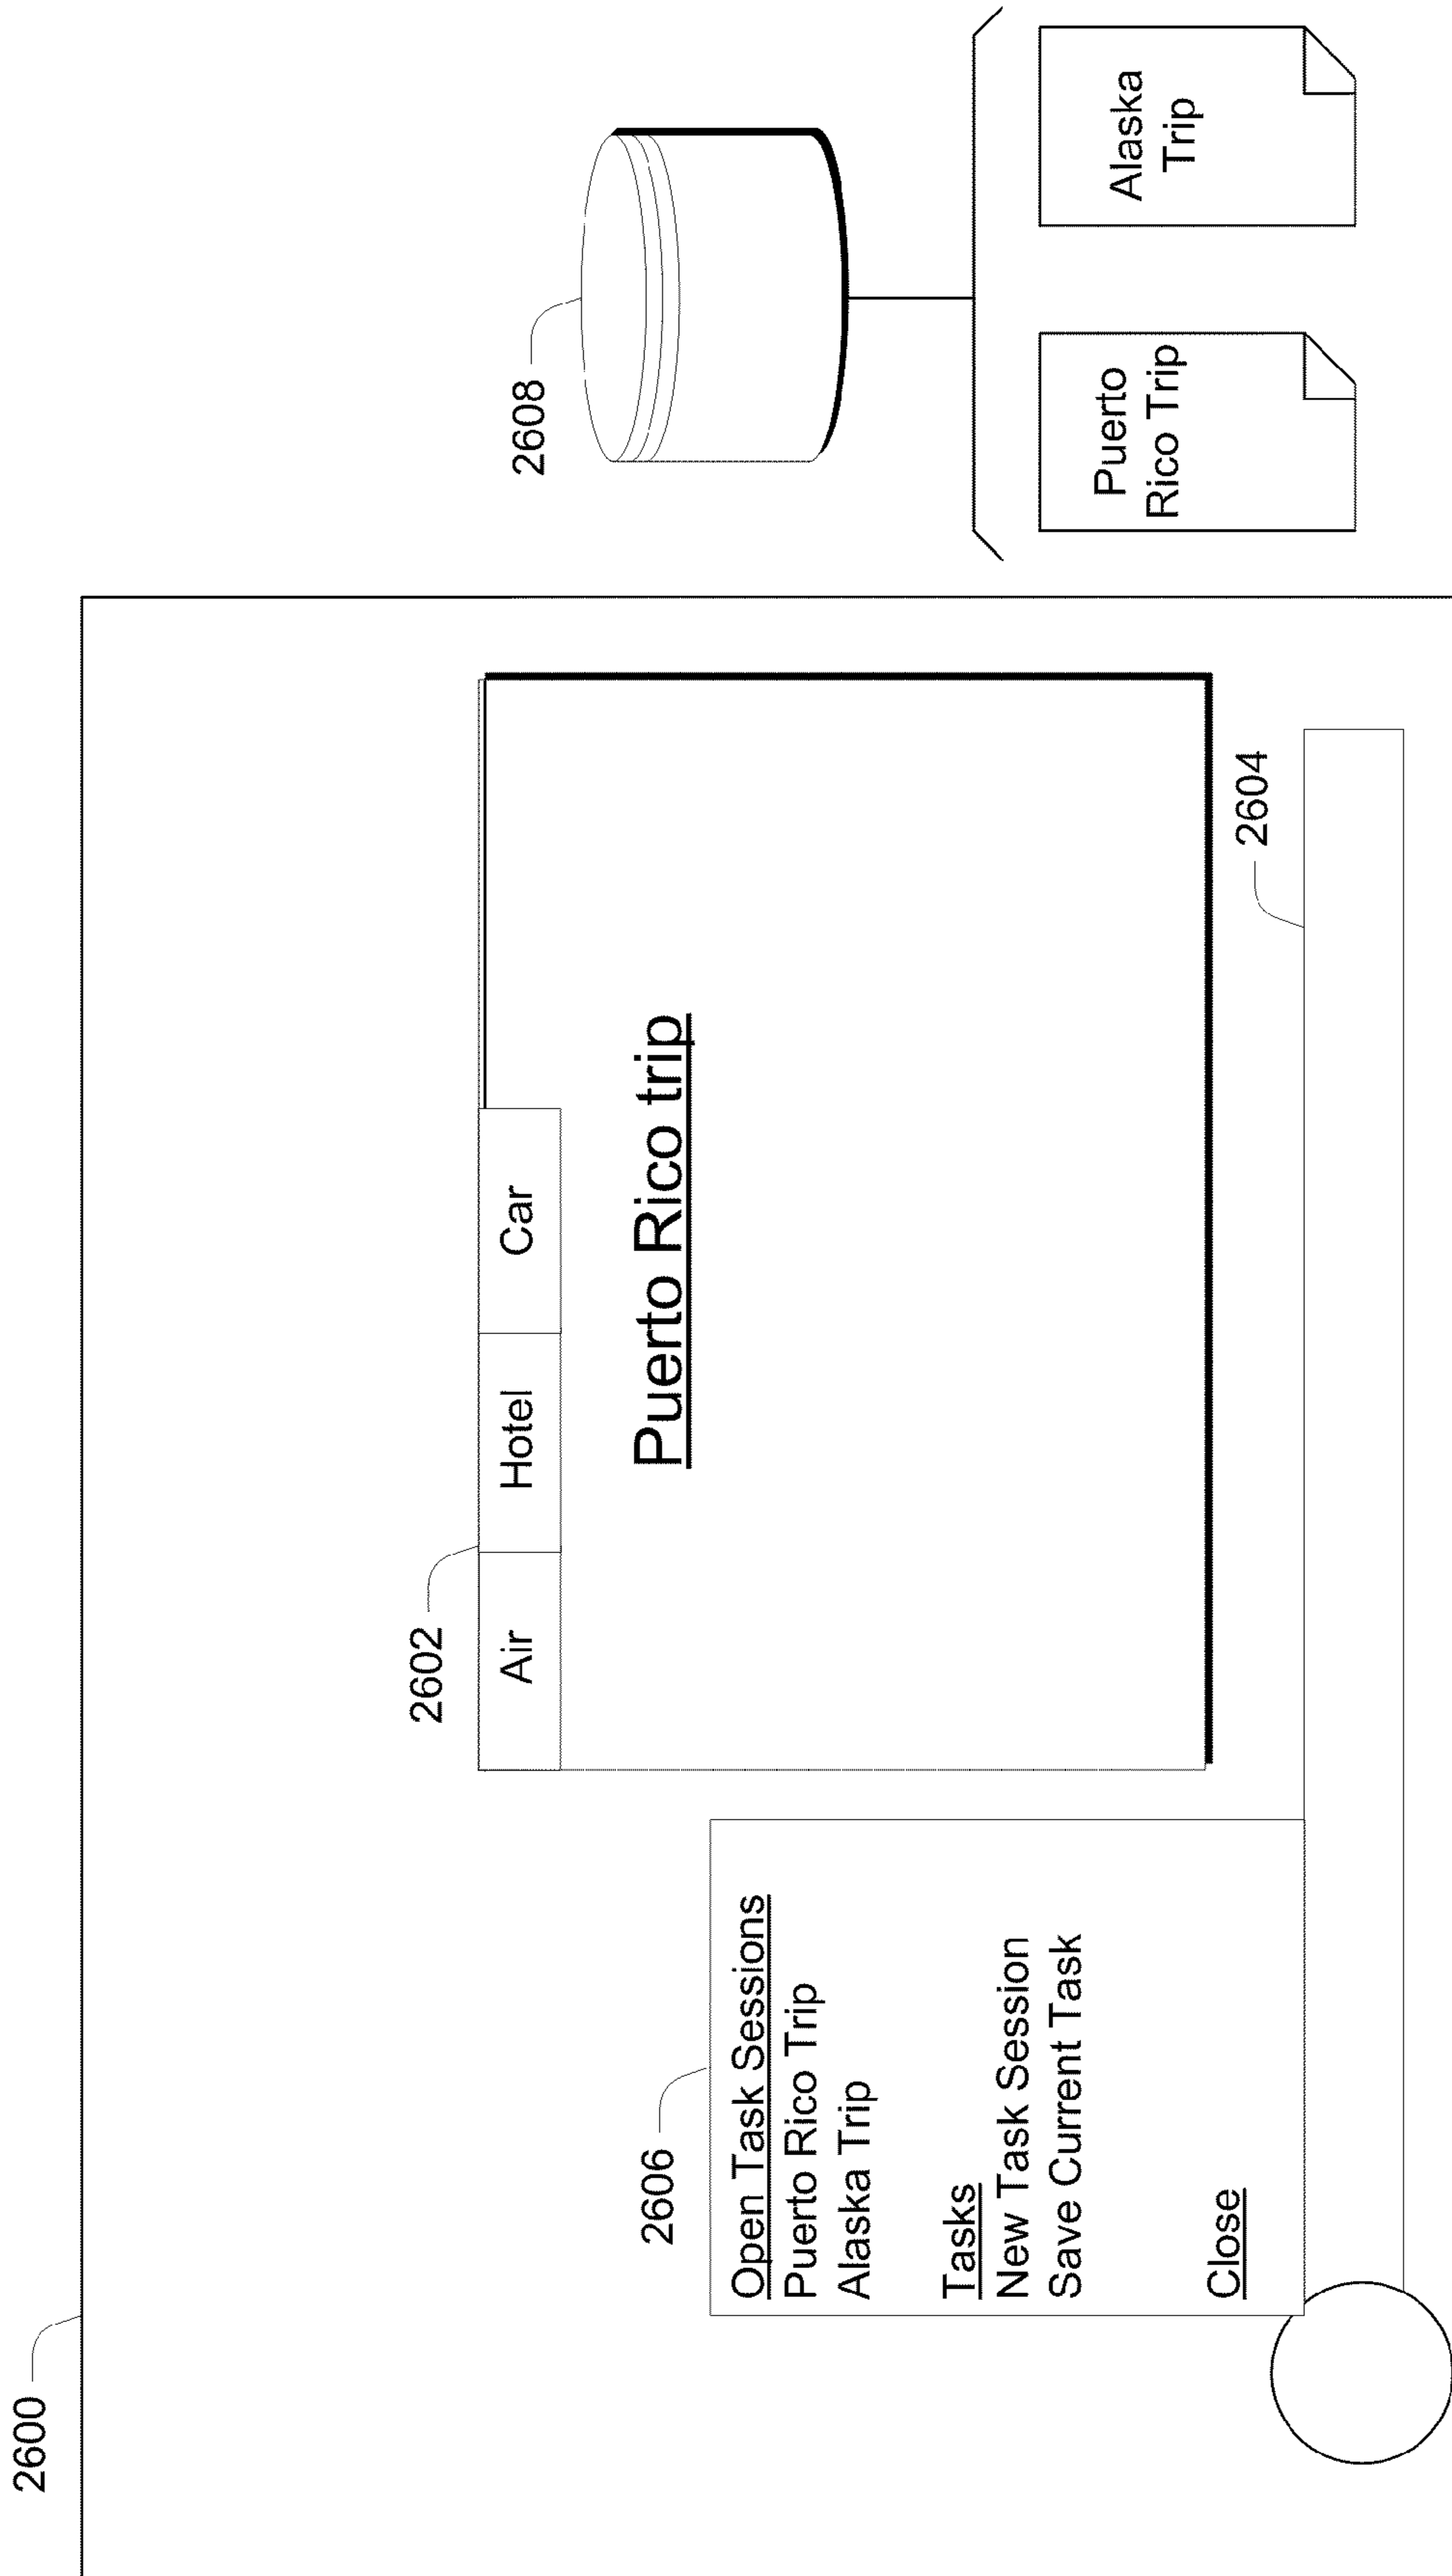 2600
2602
Air
Hotel
Car
Puerto Rico trip
2606
Open Task Sessions
Puerto Rico Trip
Alaska Trip
Tasks
New Task Session
Save Current Task
Close
2604
2608
Puerto
Rico Trip
Alaska
Trip